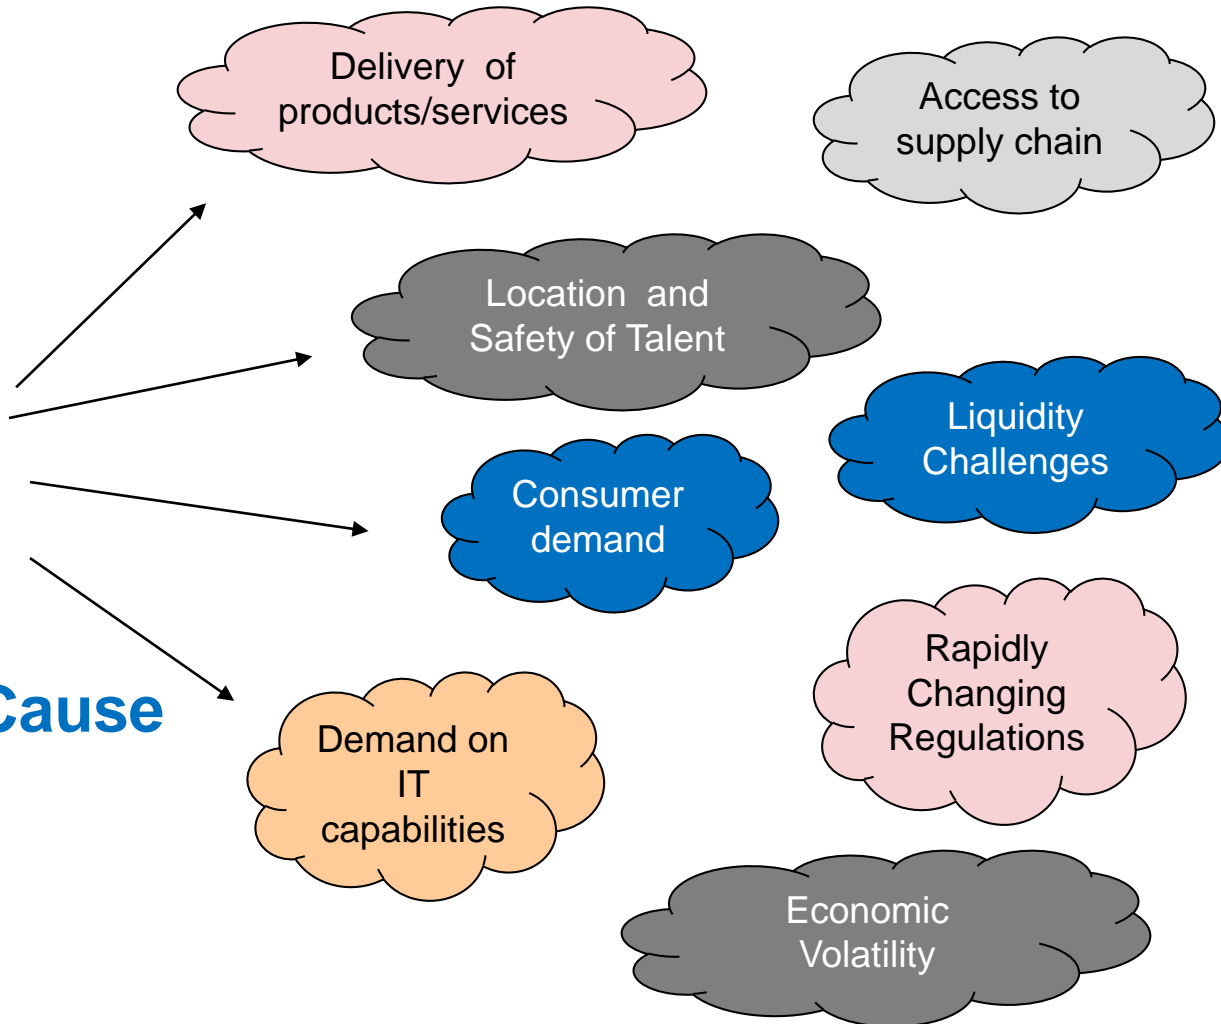 Delivery of
products/services
Access to
supply chain
Location and
Safety of Talent
Liquidity
Challenges
Consumer
demand
Rapidly
Changing
Regulations
Cause
Demand on
IT
capabilities
Economic
Volatility